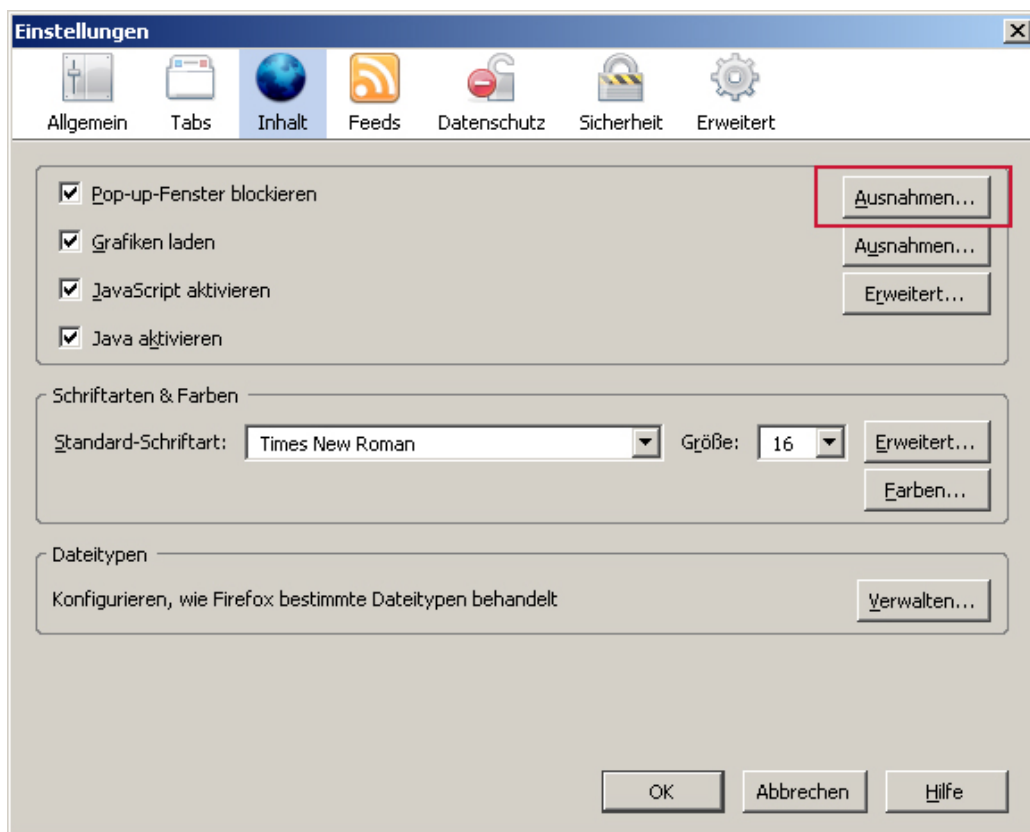 Einstellungen
Allgemein Tabs Inhalt Feeds Datenschutz Sicherheit Erweitert
Pop-up-Fenster blockieren Ausnahmen...
Grafiken laden Ausnahmen...
JavaScript aktivieren Erweitert...
Java aktivieren
Schriftarten & Farben
Standard-Schriftart: Times New Roman Größe: 16 Erweitert...
Farben...
Dateitypen
Konfigurieren, wie Firefox bestimmte Dateitypen behandelt Verwalten...
OK Abbrechen Hilfe